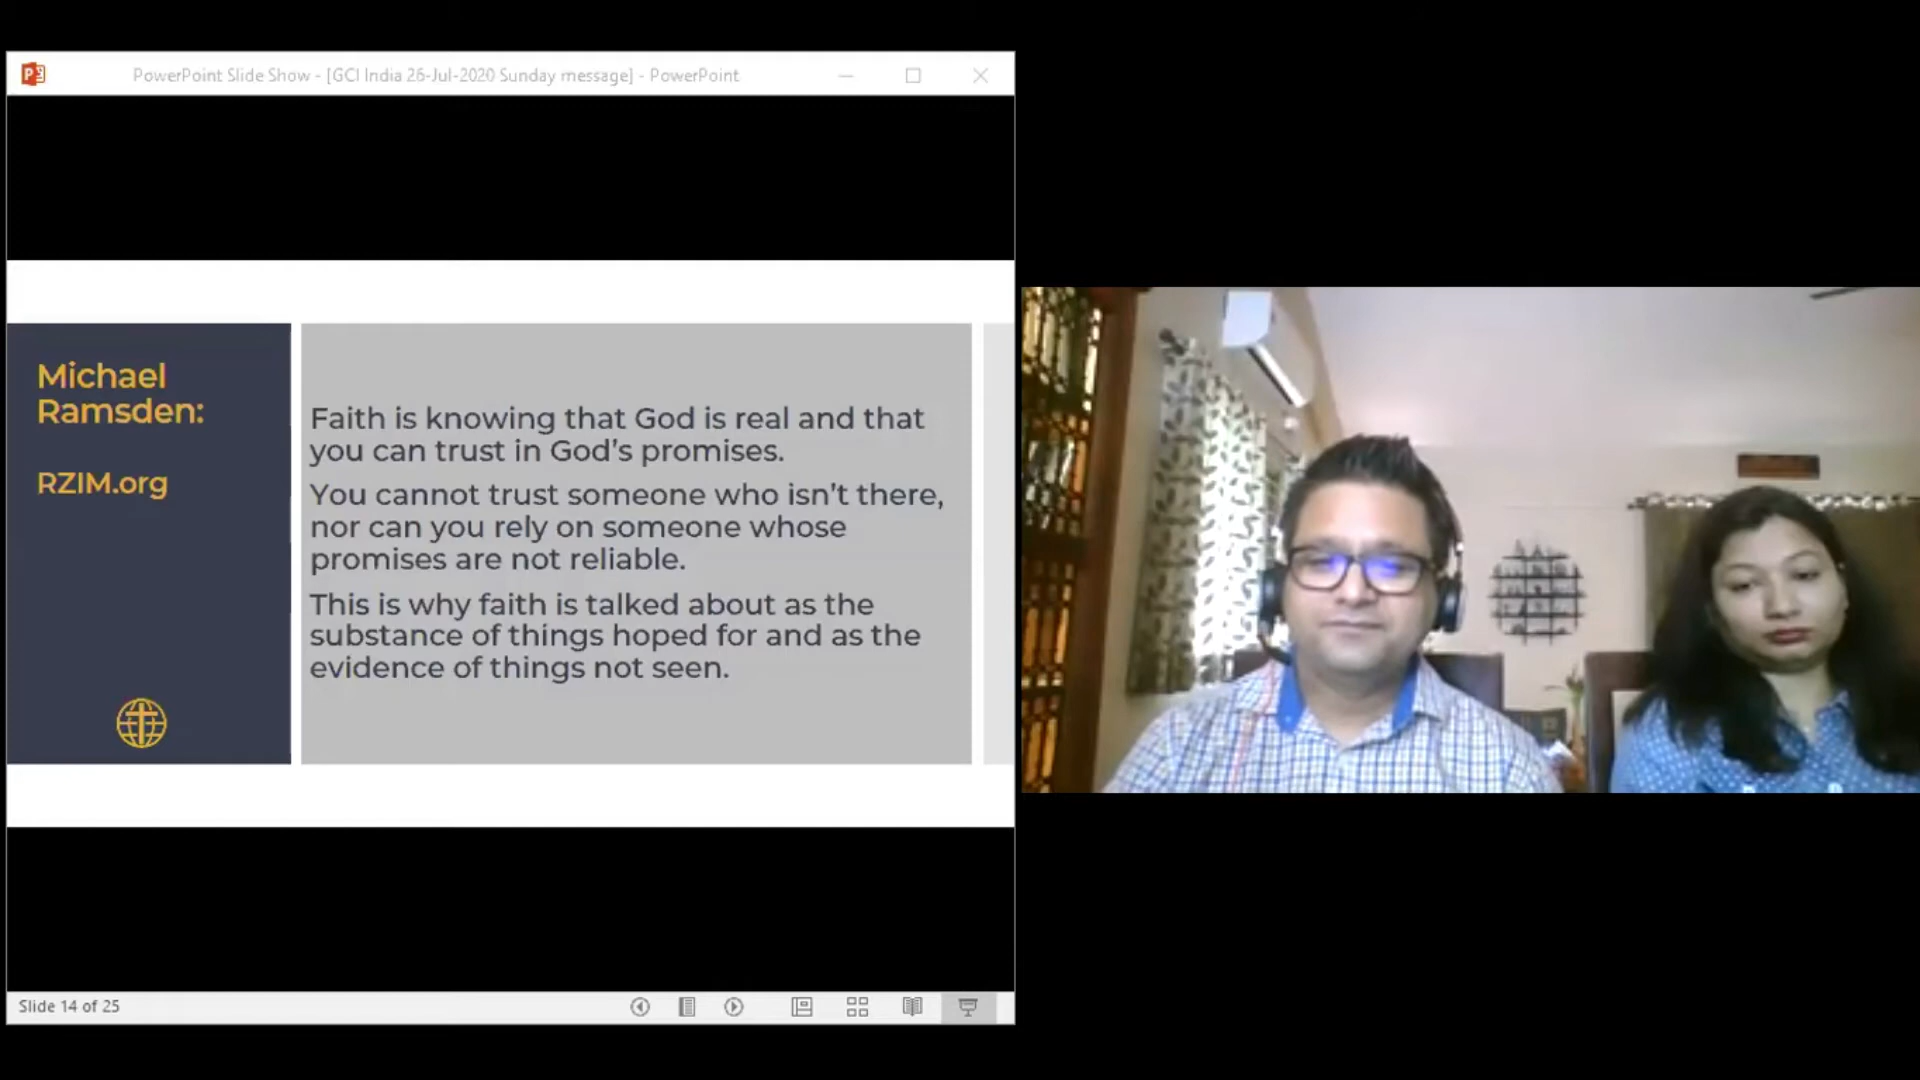 PowerPoint Slide Show - [GCI India 26-Jul-2020 Sunday message] - PowerPoint
Michael
Ramsden:
RZIM.org
Faith is knowing that God is real and that
you can trust in God’s promises.
You cannot trust someone who isn’t there,
nor can you rely on someone whose
promises are not reliable.
This is why faith is talked about as the
substance of things hoped for and as the
evidence of things not seen.
Slide 14 of 25